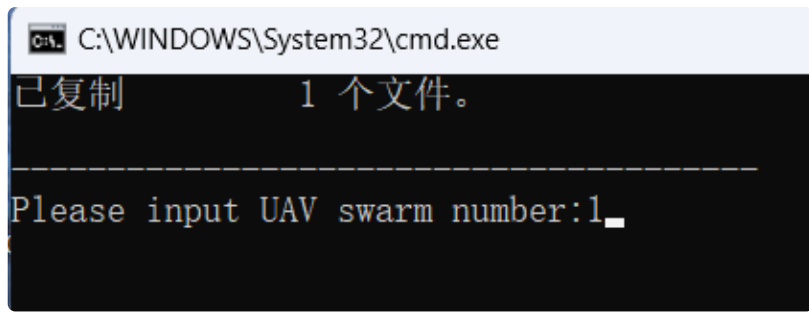 C:\WINDOWS\System32\cmd.exe
已复制         1 个文件。
---------------------------------------
Please input UAV swarm number:1